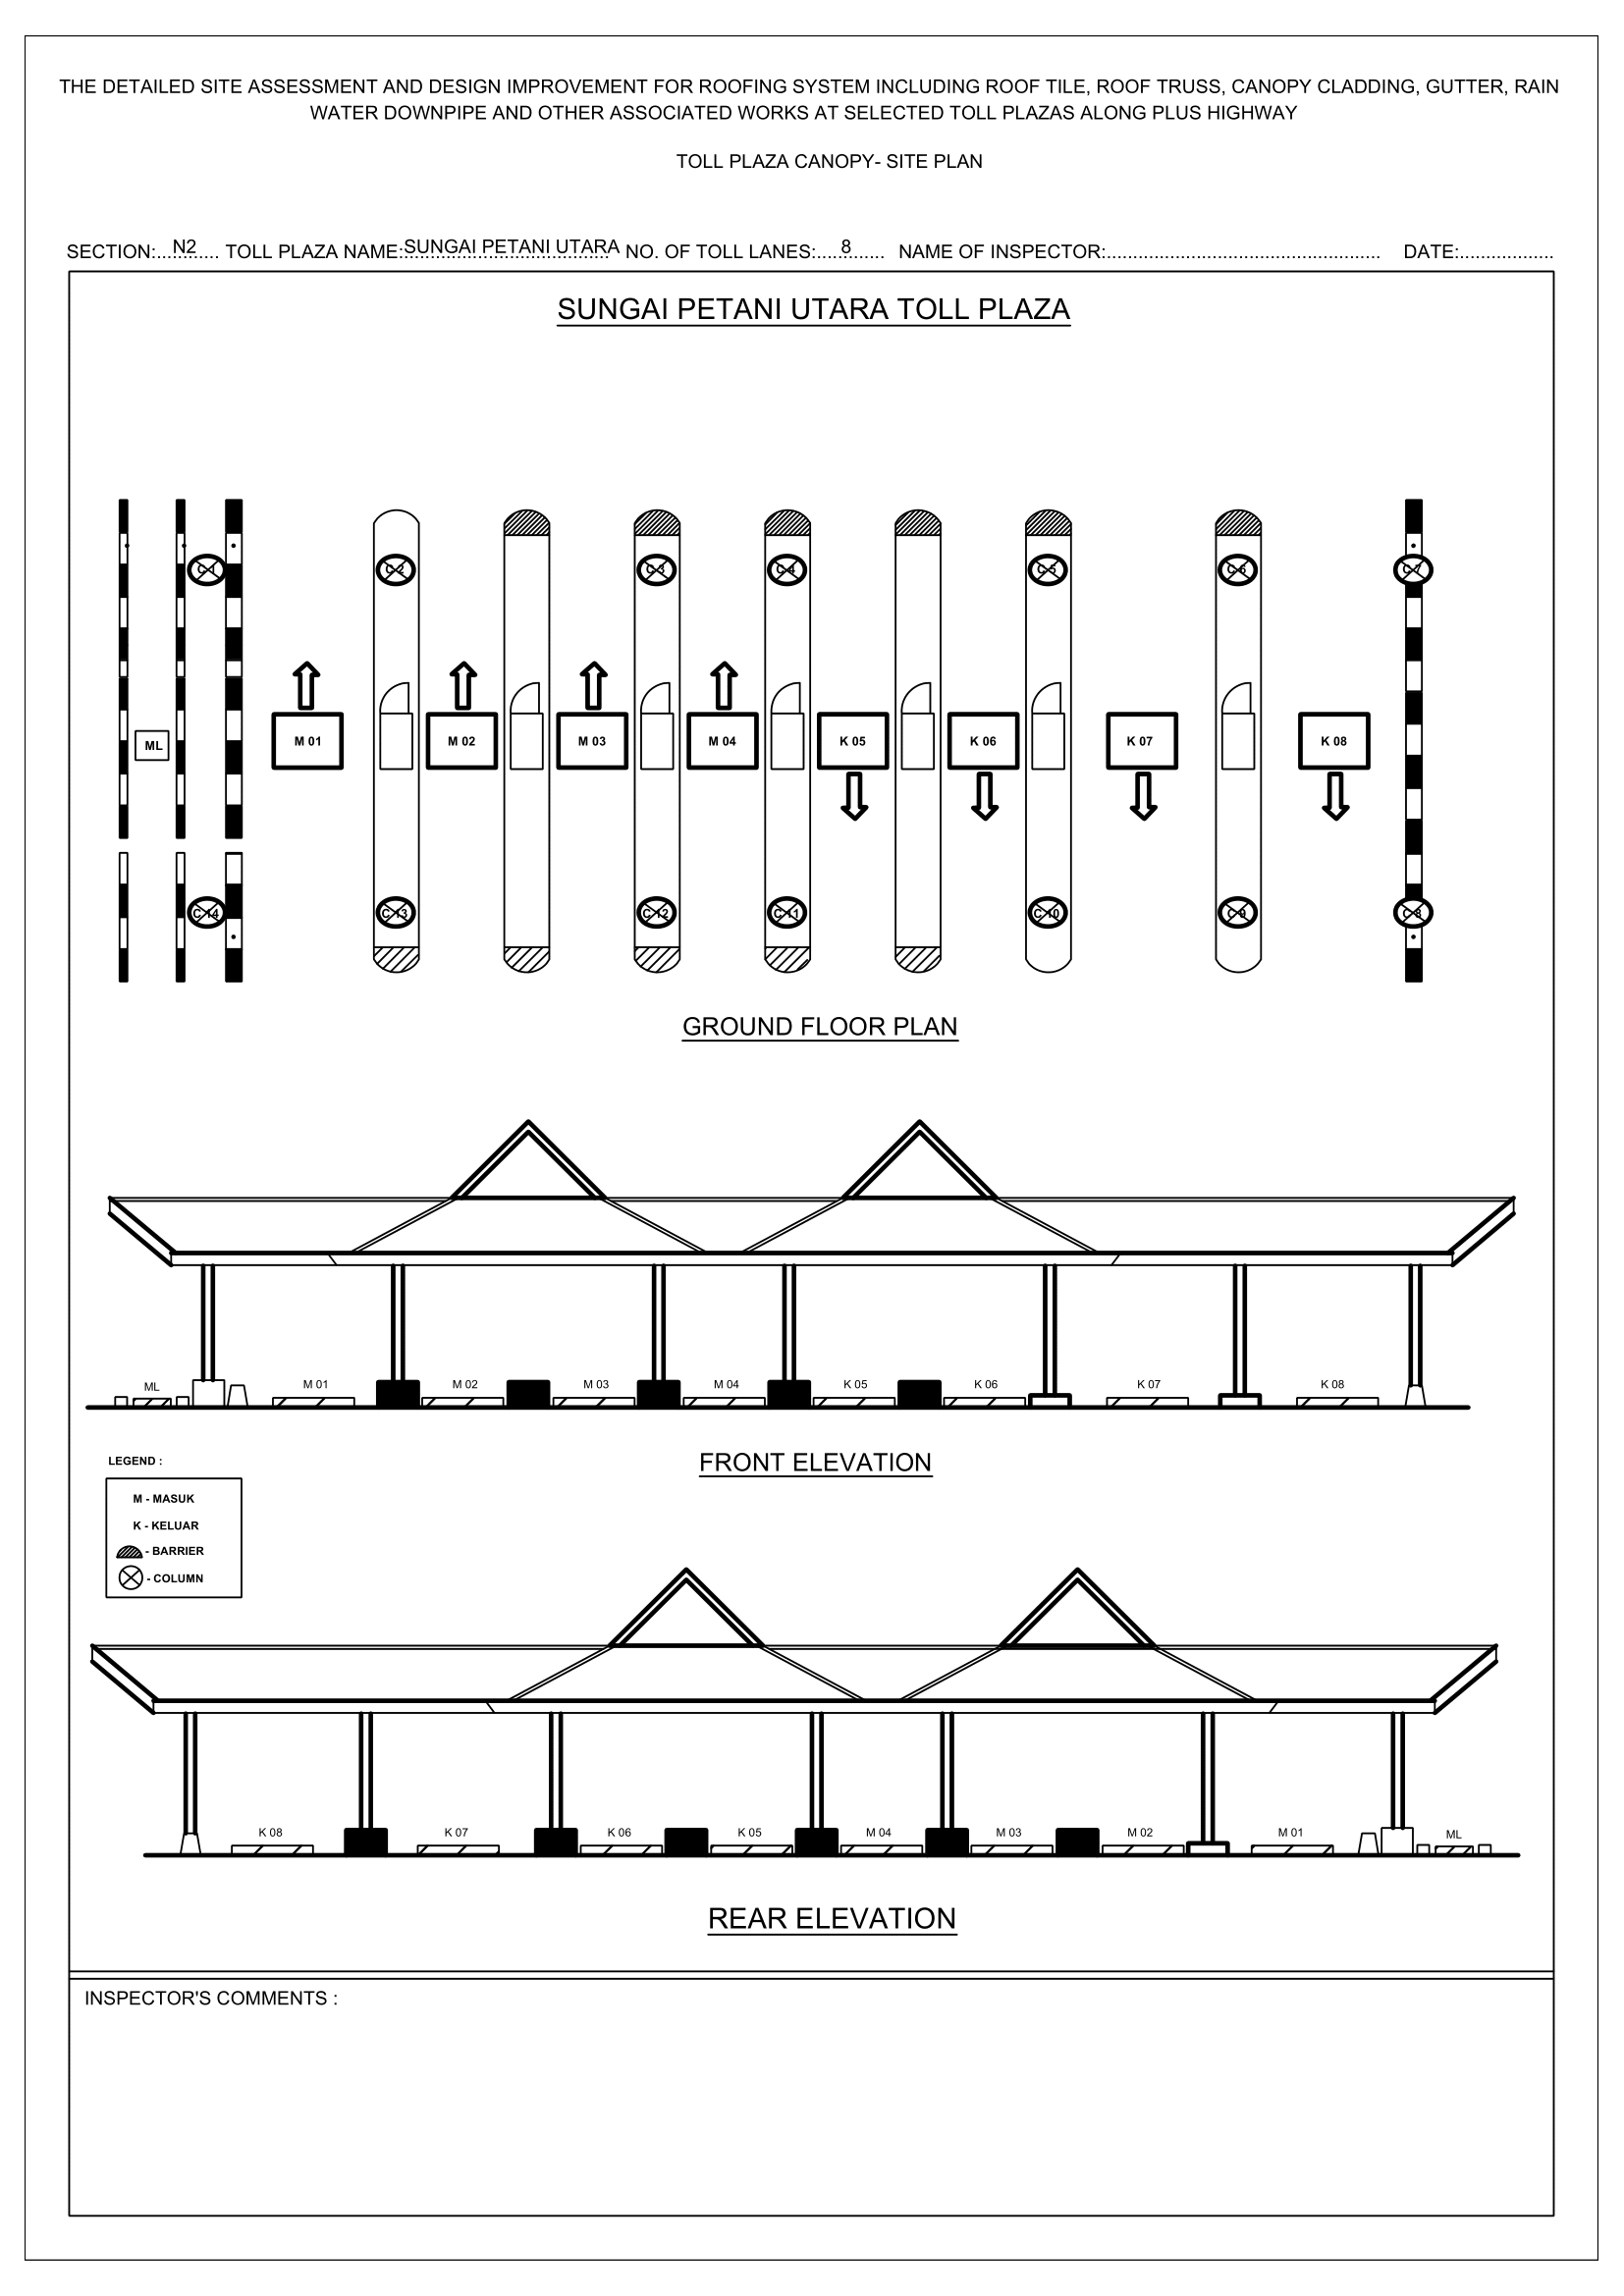 THE DETAILED SITE ASSESSMENT AND DESIGN IMPROVEMENT FOR ROOFING SYSTEM INCLUDING ROOF TILE, ROOF TRUSS, CANOPY CLADDING, GUTTER, RAIN
WATER DOWNPIPE AND OTHER ASSOCIATED WORKS AT SELECTED TOLL PLAZAS ALONG PLUS HIGHWAY
TOLL PLAZA CANOPY- SITE PLAN
SECTION:...N2... TOLL PLAZA NAME:SUNGAI PETANI UTARA NO. OF TOLL LANES:....8...... NAME OF INSPECTOR:.................................................... DATE:..................
SUNGAI PETANI UTARA TOLL PLAZA
C 1 C 2 C 3 C 4 C 5 C 6 C 7
ML M 01 M 02 M 03 M 04 K 05 K 06 K 07 K 08
C 14 C 13 C 12 C 11 C 10 C 9 C 8
GROUND FLOOR PLAN
ML M 01 M 02 M 03 M 04 K 05 K 06 K 07 K 08
FRONT ELEVATION
LEGEND :
M - MASUK
K - KELUAR
- BARRIER
- COLUMN
K 08 K 07 K 06 K 05 M 04 M 03 M 02 M 01 ML
REAR ELEVATION
INSPECTOR'S COMMENTS :